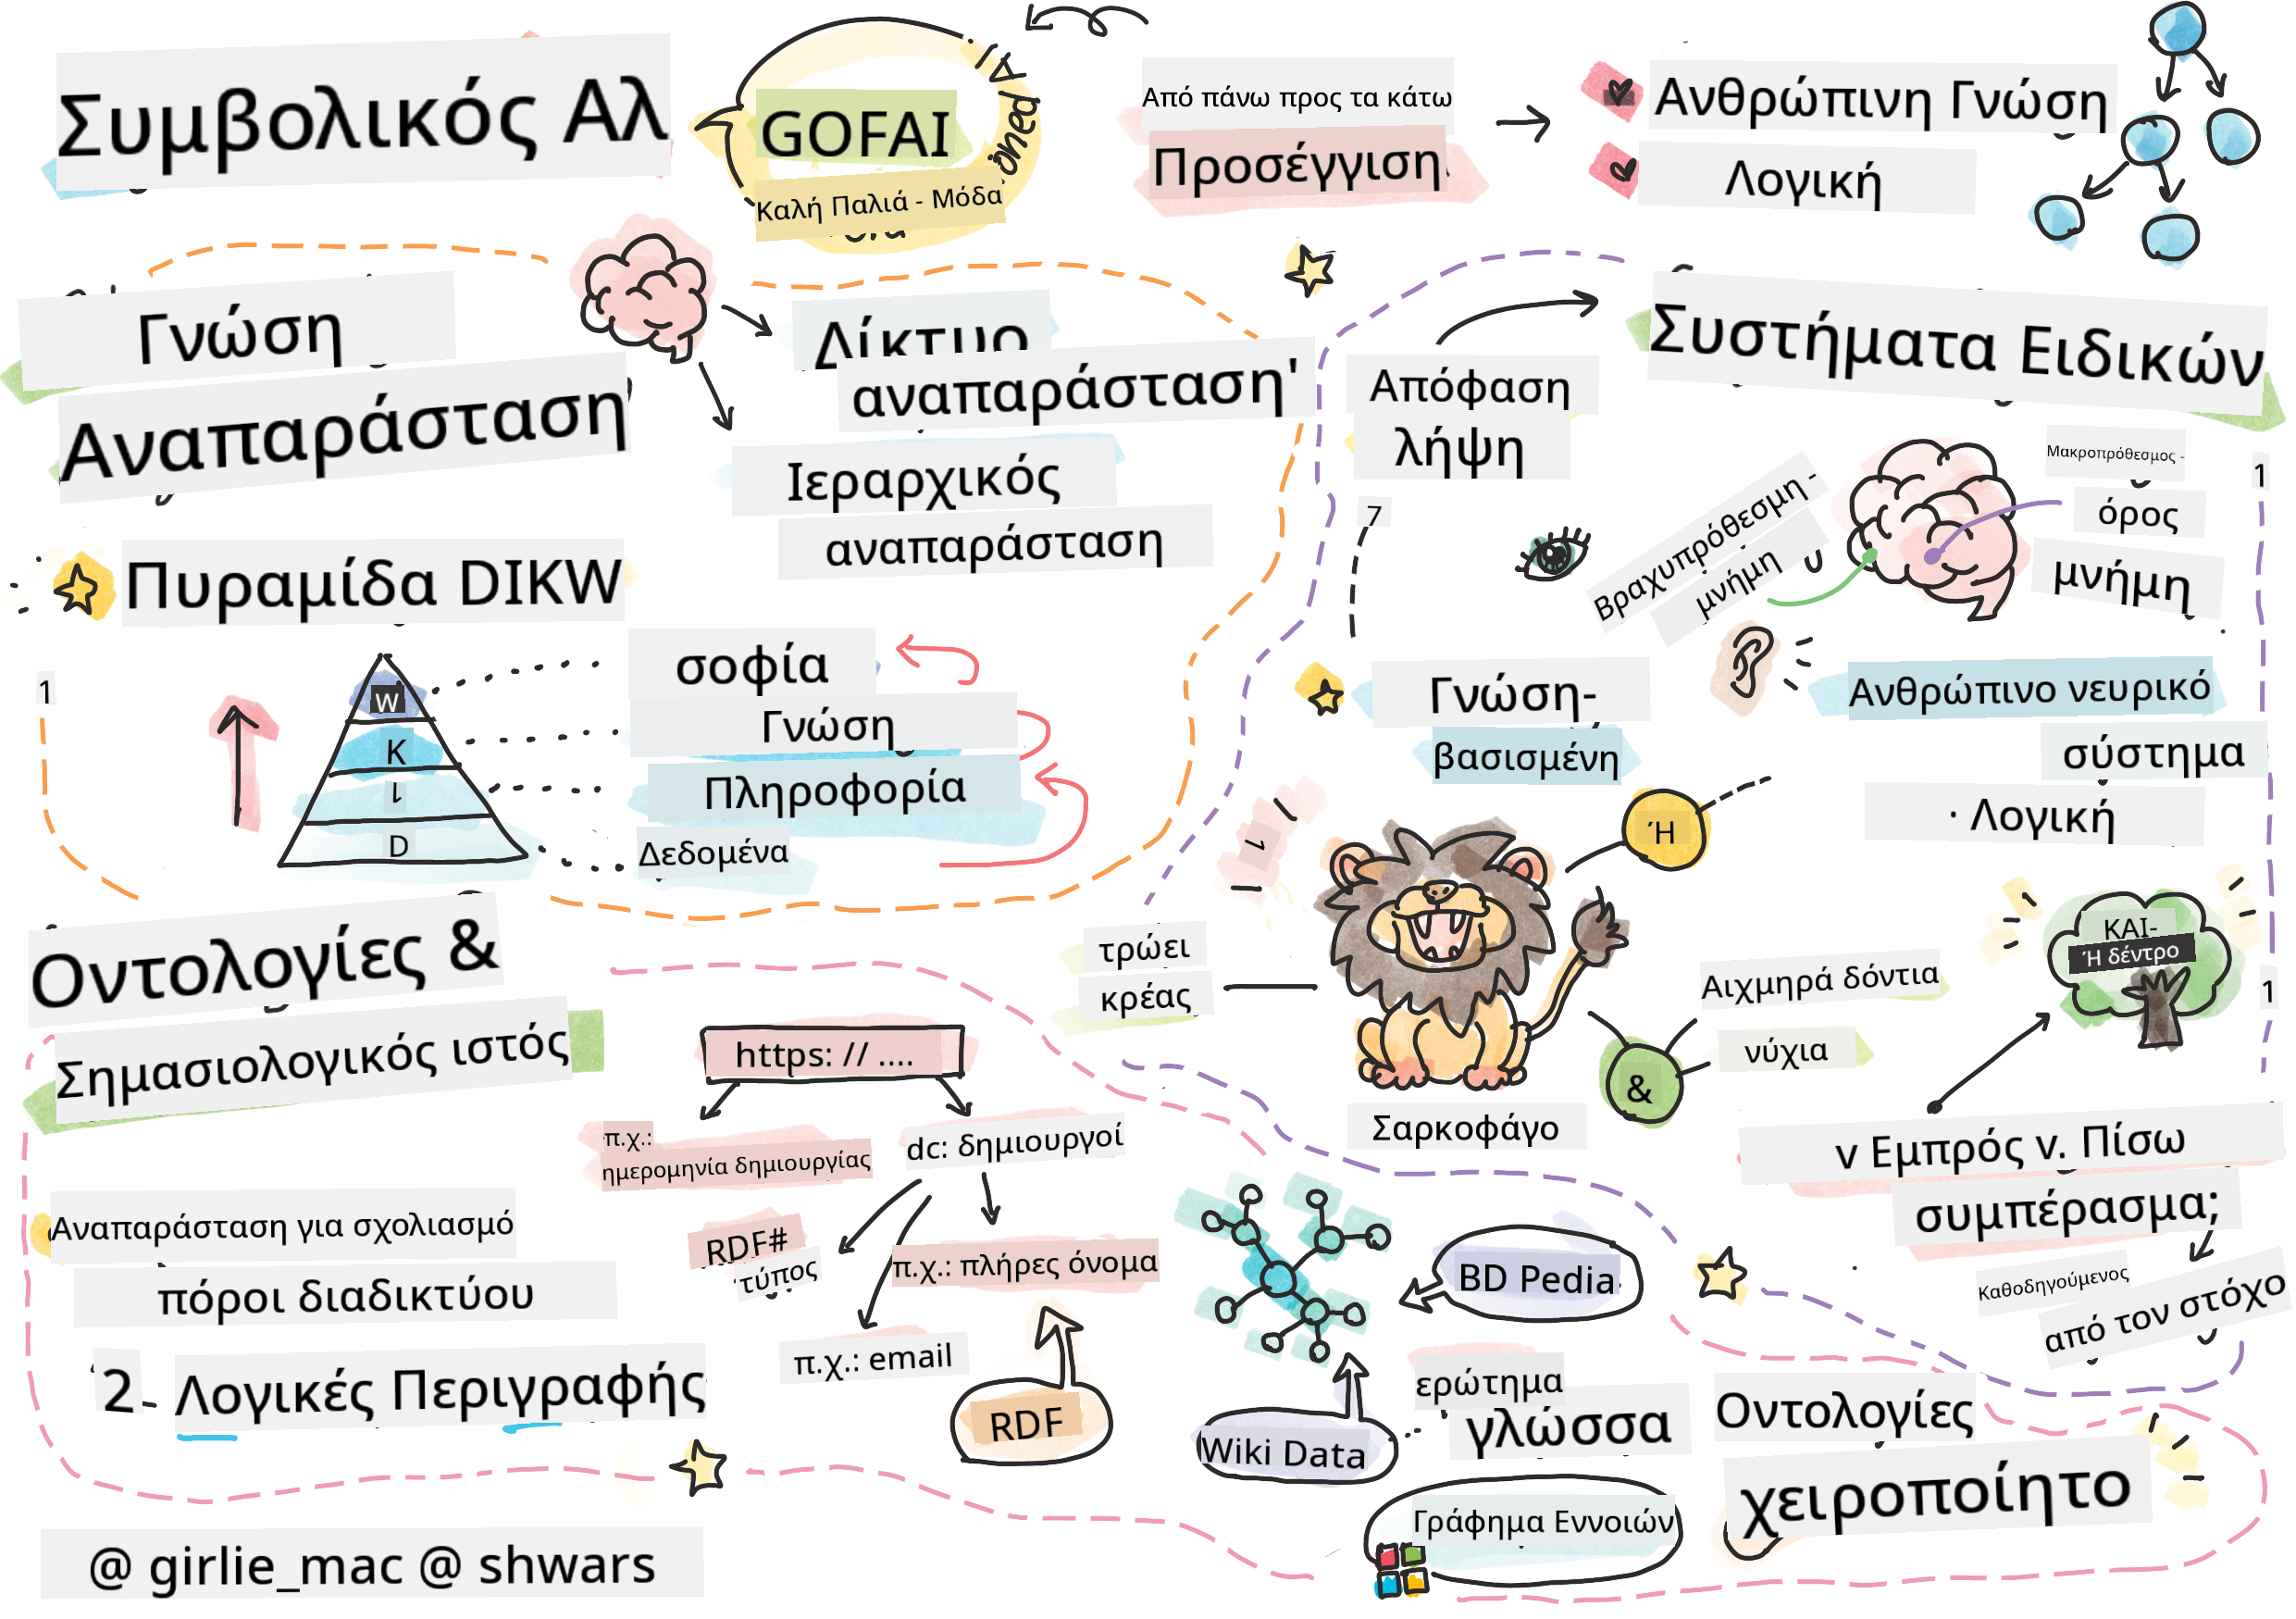 Συμβολικός Αλ
GOFAI
Καλή Παλιά - Μόδα
Από πάνω προς τα κάτω
Προσέγγιση
Ανθρώπινη Γνώση
Λογική
Γνώση
Αναπαράσταση
Δίκτυο
αναπαράσταση'
Ιεραρχικός
αναπαράσταση
Πυραμίδα DIKW
1
W
K
D
σοφία
Γνώση
Πληροφορία
Δεδομένα
Συστήματα Ειδικών
Απόφαση
λήψη
7
Βραχυπρόθεσμη -
μνήμη
Μακροπρόθεσμος -
όρος
μνήμη
1
Γνώση-
βασισμένη
Ανθρώπινο νευρικό
σύστημα
· Λογική
Ή
τρώει
κρέας
Σαρκοφάγο
&
Αιχμηρά δόντια
νύχια
ΚΑΙ-
Ή δέντρο
1
ν Εμπρός ν. Πίσω
συμπέρασμα;
Καθοδηγούμενος
από τον στόχο
Οντολογίες &
Σημασιολογικός ιστός
https: // ....
π.χ.:
ημερομηνία δημιουργίας
dc: δημιουργοί
RDF#
τύπος
π.χ.: πλήρες όνομα
π.χ.: email
RDF
Αναπαράσταση για σχολιασμό
πόροι διαδικτύου
2
Λογικές Περιγραφής
BD Pedia
Wiki Data
ερώτημα
γλώσσα
Γράφημα Εννοιών
Οντολογίες
χειροποίητο
@ girlie_mac @ shwars